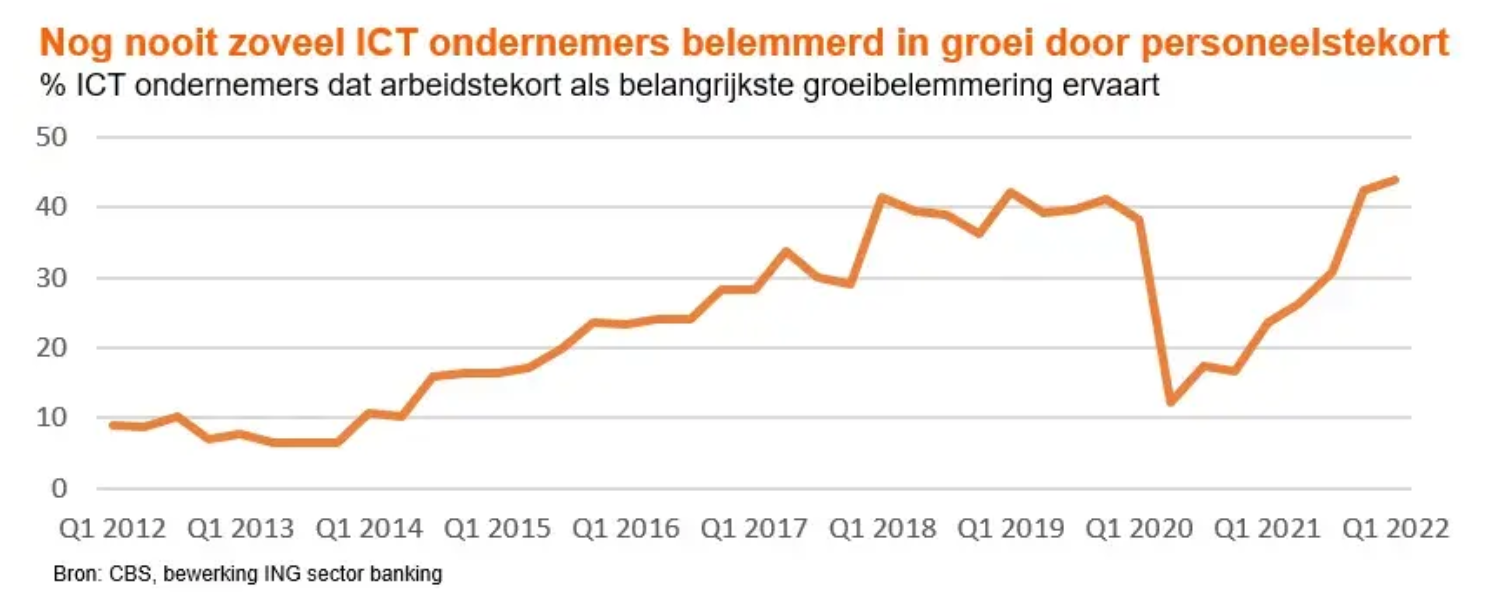 Nog nooit zoveel ICT ondernemers belemmerd in groei door personeelstekort
% ICT ondernemers dat arbeidstekort als belangrijkste groeibelemmering ervaart
50
40
30
20
10
0
Q1 2012 Q1 2013 Q1 2014 Q1 2015 Q1 2016 Q1 2017 Q1 2018 Q1 2019 Q1 2020 Q1 2021 Q1 2022
Bron: CBS, bewerking ING sector banking